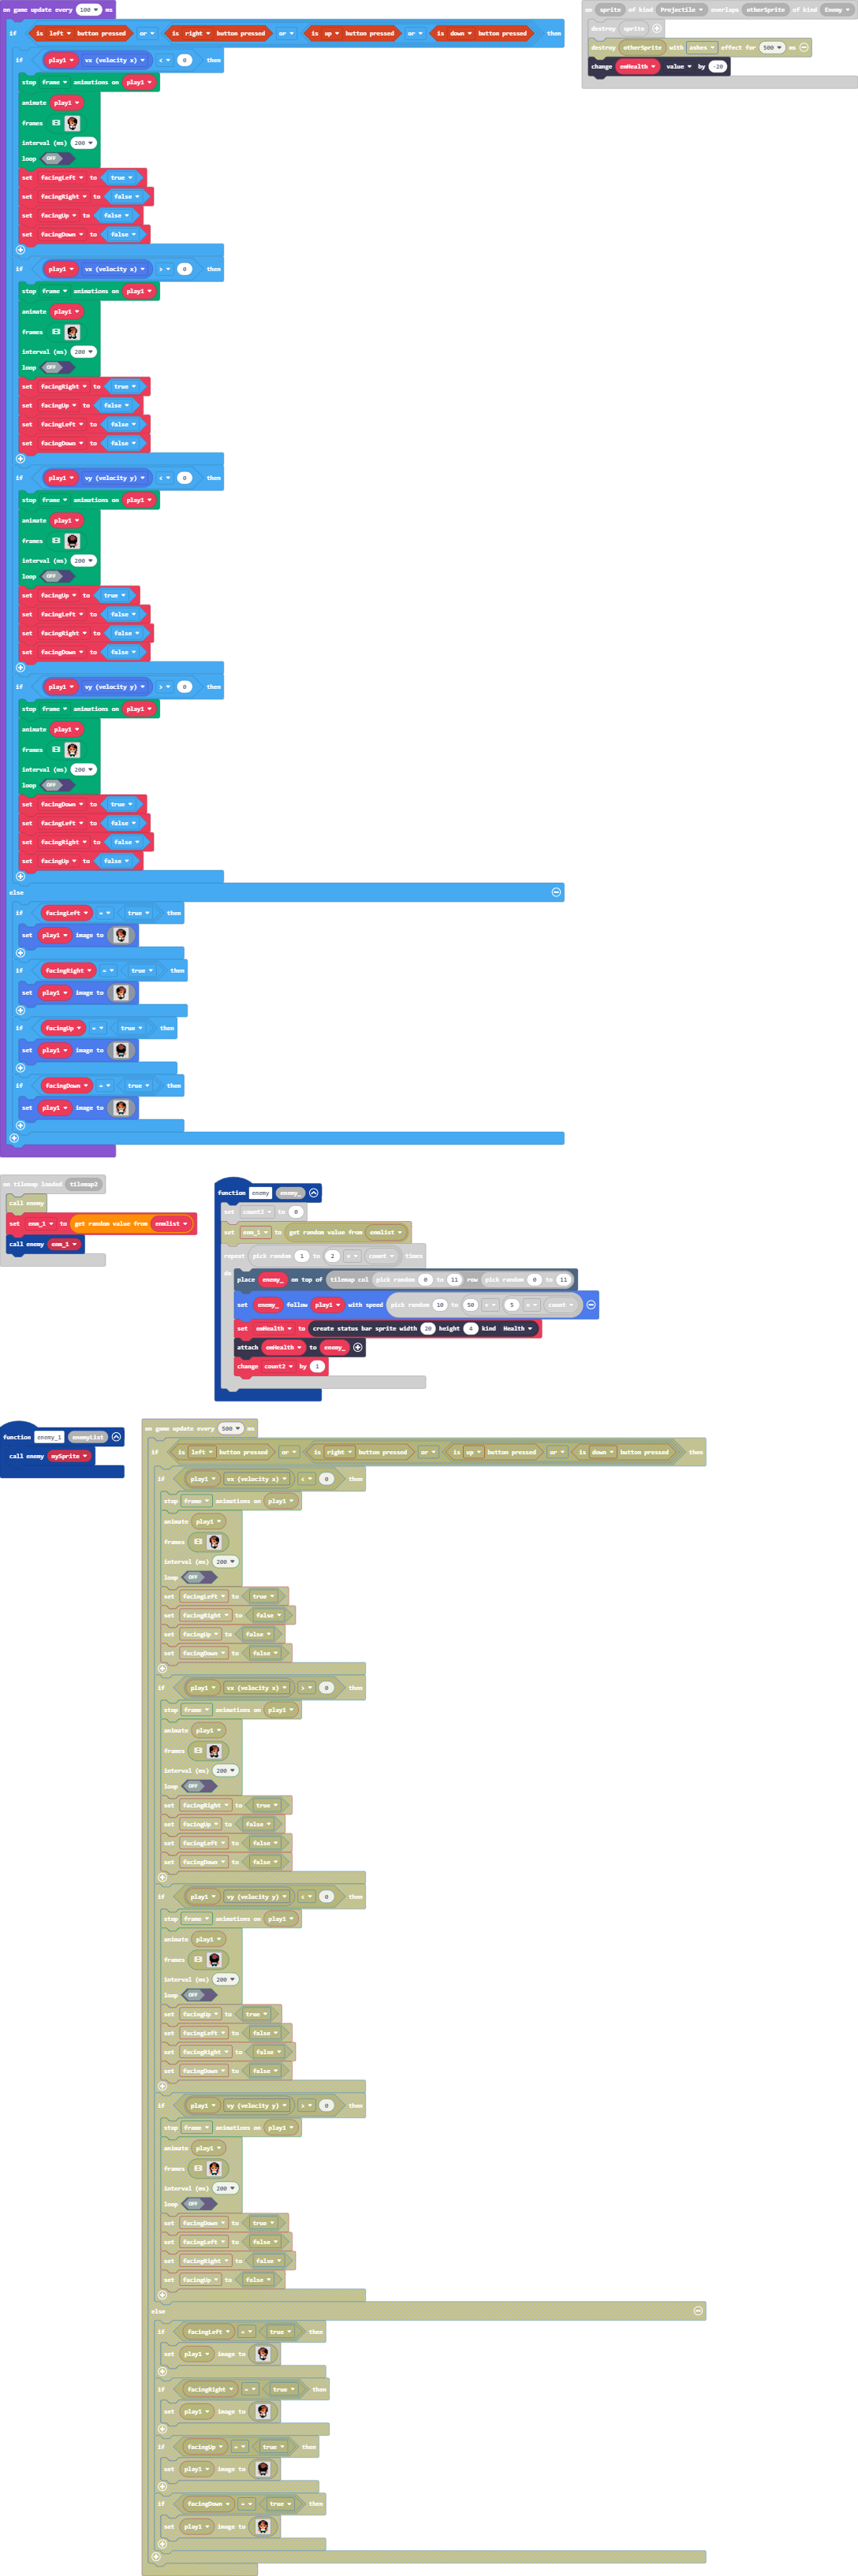 on game update every 100 ms
if is left button pressed or is right button pressed or is up button pressed or is down button pressed then
if play1 vx (velocity x) < 0 then
stop frame animations on play1
animate play1
frames
interval (ms) 200
loop OFF
set facingLeft to true
set facingRight to false
set facingUp to false
set facingDown to false
if play1 vx (velocity x) > 0 then
stop frame animations on play1
animate play1
frames
interval (ms) 200
loop OFF
set facingRight to true
set facingUp to false
set facingLeft to false
set facingDown to false
if play1 vy (velocity y) < 0 then
stop frame animations on play1
animate play1
frames
interval (ms) 200
loop OFF
set facingUp to true
set facingLeft to false
set facingRight to false
set facingDown to false
if play1 vy (velocity y) > 0 then
stop frame animations on play1
animate play1
frames
interval (ms) 200
loop OFF
set facingDown to true
set facingLeft to false
set facingRight to false
set facingUp to false
else
if facingLeft = true then
set play1 image to
if facingRight = true then
set play1 image to
if facingUp = true then
set play1 image to
if facingDown = true then
set play1 image to
on sprite of kind Projectile overlaps otherSprite of kind Enemy
destroy sprite
destroy otherSprite with ashes effect for 500 ms
change emHealth value by -20
on tilemap loaded tilemap2
call enemy
set enm_1 to get random value from enmlist
call enemy enm_1
function enemy enemy_
set count2 to 0
set enm_1 to get random value from enmlist
repeat pick random 1 to 2 count times
do
place enemy_ on top of tilemap col pick random 0 to 11 row pick random 0 to 11
set enemy_ follow play1 with speed pick random 10 to 50 5 count
set emHealth to create status bar sprite width 20 height 4 kind Health
attach emHealth to enemy_
change count2 by 1
function enemy_1 enemyList
call enemy mySprite
on game update every 500 ms
if is left button pressed or is right button pressed or is up button pressed or is down button pressed then
if play1 vx (velocity x) < 0 then
stop frame animations on play1
animate play1
frames
interval (ms) 200
loop OFF
set facingLeft to true
set facingRight to false
set facingUp to false
set facingDown to false
if play1 vx (velocity x) > 0 then
stop frame animations on play1
animate play1
frames
interval (ms) 200
loop OFF
set facingRight to true
set facingUp to false
set facingLeft to false
set facingDown to false
if play1 vy (velocity y) < 0 then
stop frame animations on play1
animate play1
frames
interval (ms) 200
loop OFF
set facingUp to true
set facingLeft to false
set facingRight to false
set facingDown to false
if play1 vy (velocity y) > 0 then
stop frame animations on play1
animate play1
frames
interval (ms) 200
loop OFF
set facingDown to true
set facingLeft to false
set facingRight to false
set facingUp to false
else
if facingLeft = true then
set play1 image to
if facingRight = true then
set play1 image to
if facingUp = true then
set play1 image to
if facingDown = true then
set play1 image to